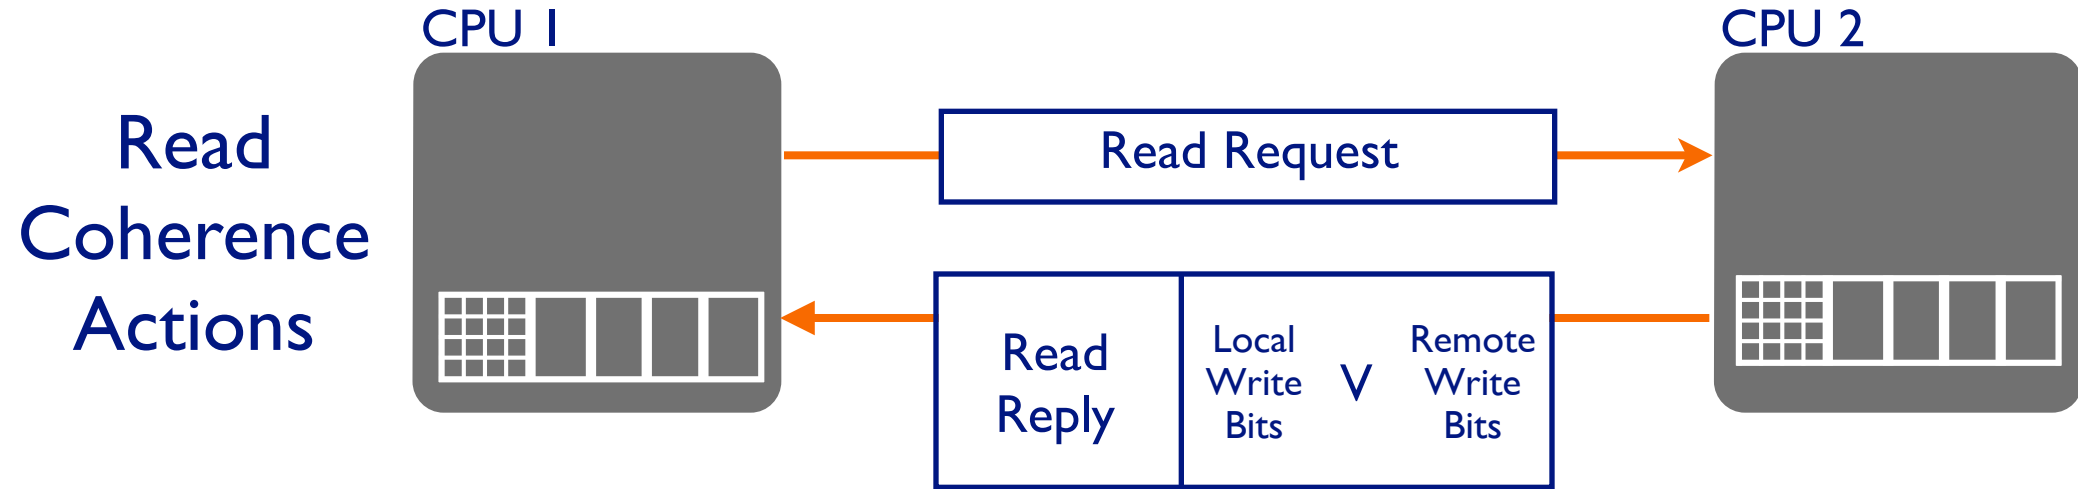 CPU 1
CPU 2
Read
Coherence
Actions
Read Request
Read
Reply
Local
Write
Bits
V
Remote
Write
Bits